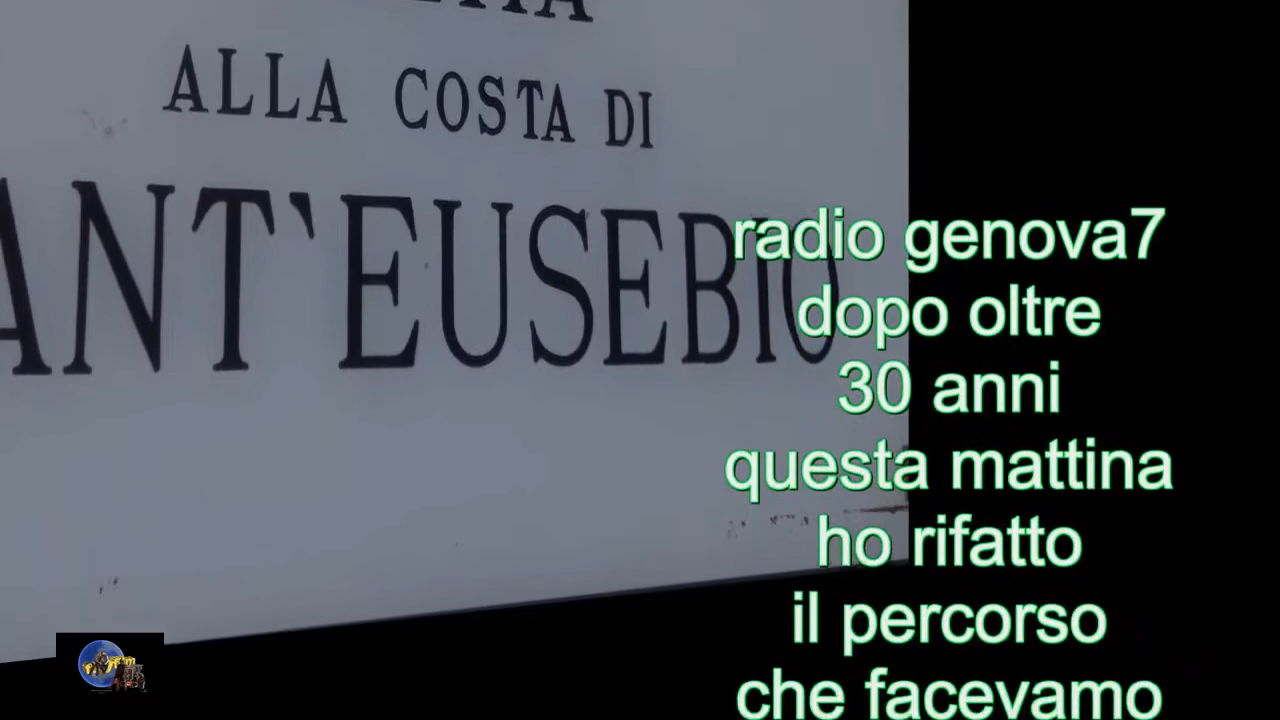 ALLA COSTA DI
ANT'EUSEBIO
radio genova7
dopo oltre
30 anni
questa mattina
ho rifatto
il percorso
che facevamo